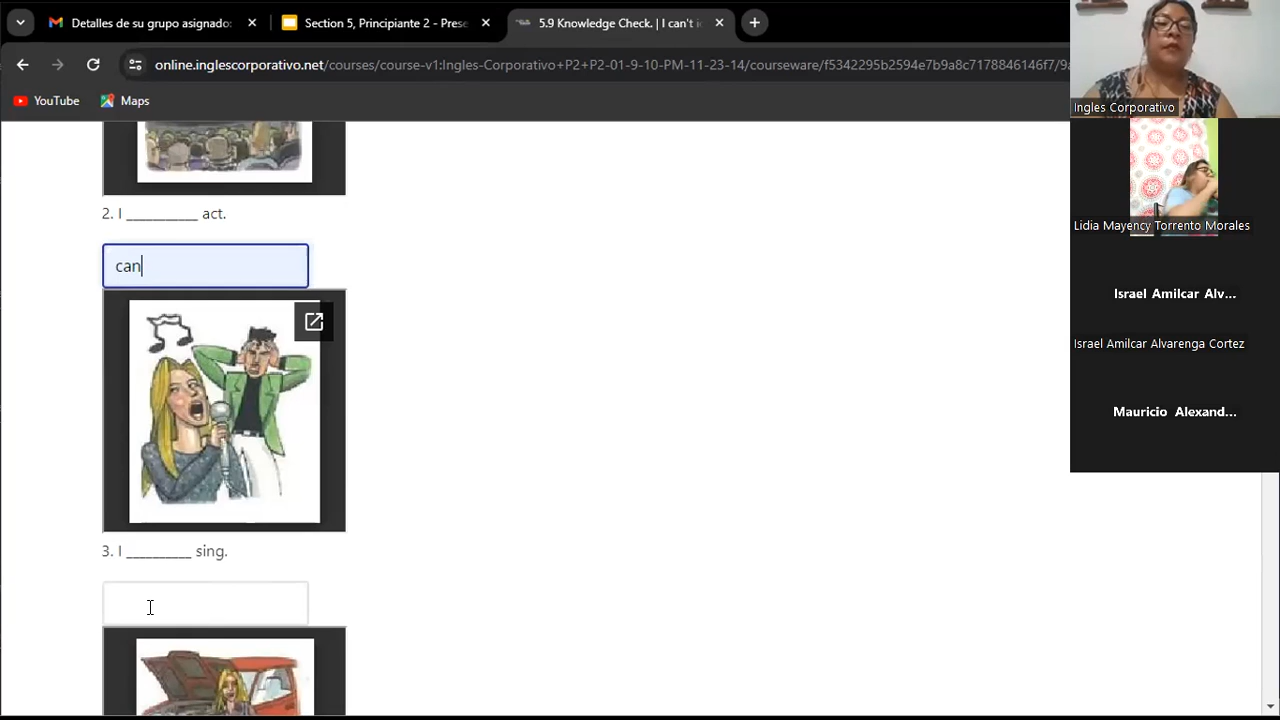 Detalles de su grupo asignado:
Section 5, Principiante 2 - Prese
5.9 Knowledge Check. | I can't i
online.inglescorporativo.net/courses/course-v1:Ingles-Corporativo+P2+P2-01-9-10-PM-11-23-14/courseware/f5342295b2594e7b9a8c7178846146f7/9
YouTube
Maps
2. I __________ act.
can
3. I _________ sing.
Ingles Corporativo
Lidia Mayency Torrento Morales
Israel Amilcar Alv...
Israel Amilcar Alvarenga Cortez
Mauricio Alexand...